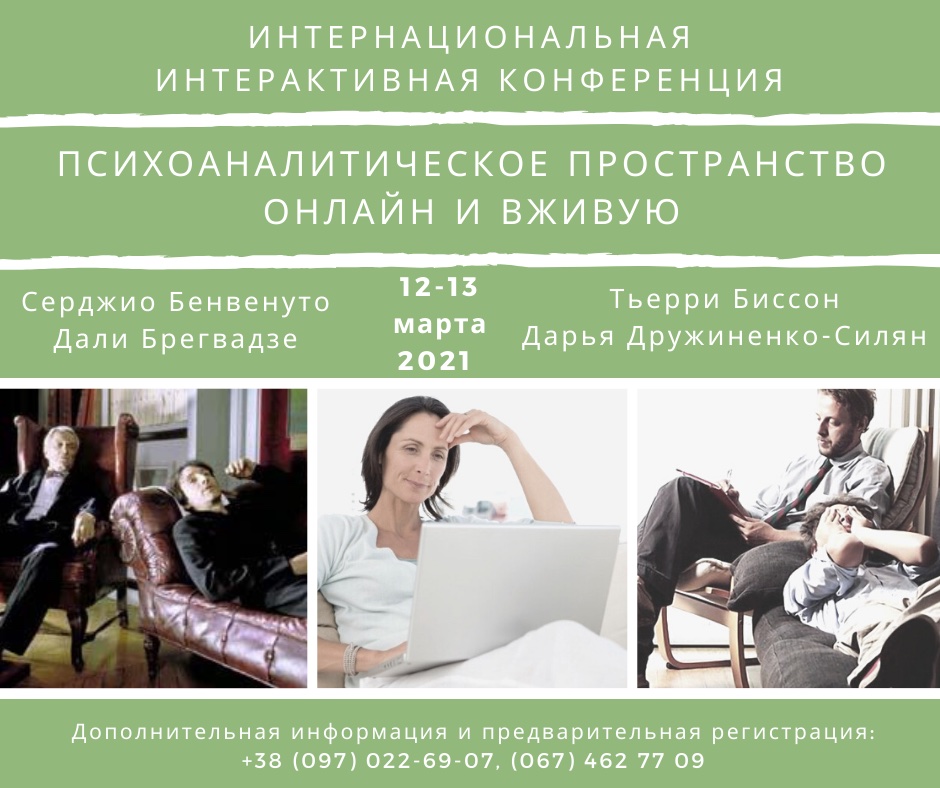 ИНТЕРНАЦИОНАЛЬНАЯ
ИНТЕРАКТИВНАЯ КОНФЕРЕНЦИЯ
ПСИХОАНАЛИТИЧЕСКОЕ ПРОСТРАНСТВО
ОНЛАЙН И ВЖИВУЮ
Серджио Бенвенуто
Дали Брегвадзе
12-13
марта
2021
Тьерри Биссон
Дарья Дружиненко-Силян
Дополнительная информация и предварительная регистрация:
+38 (097) 022-69-07, (067) 462 77 09